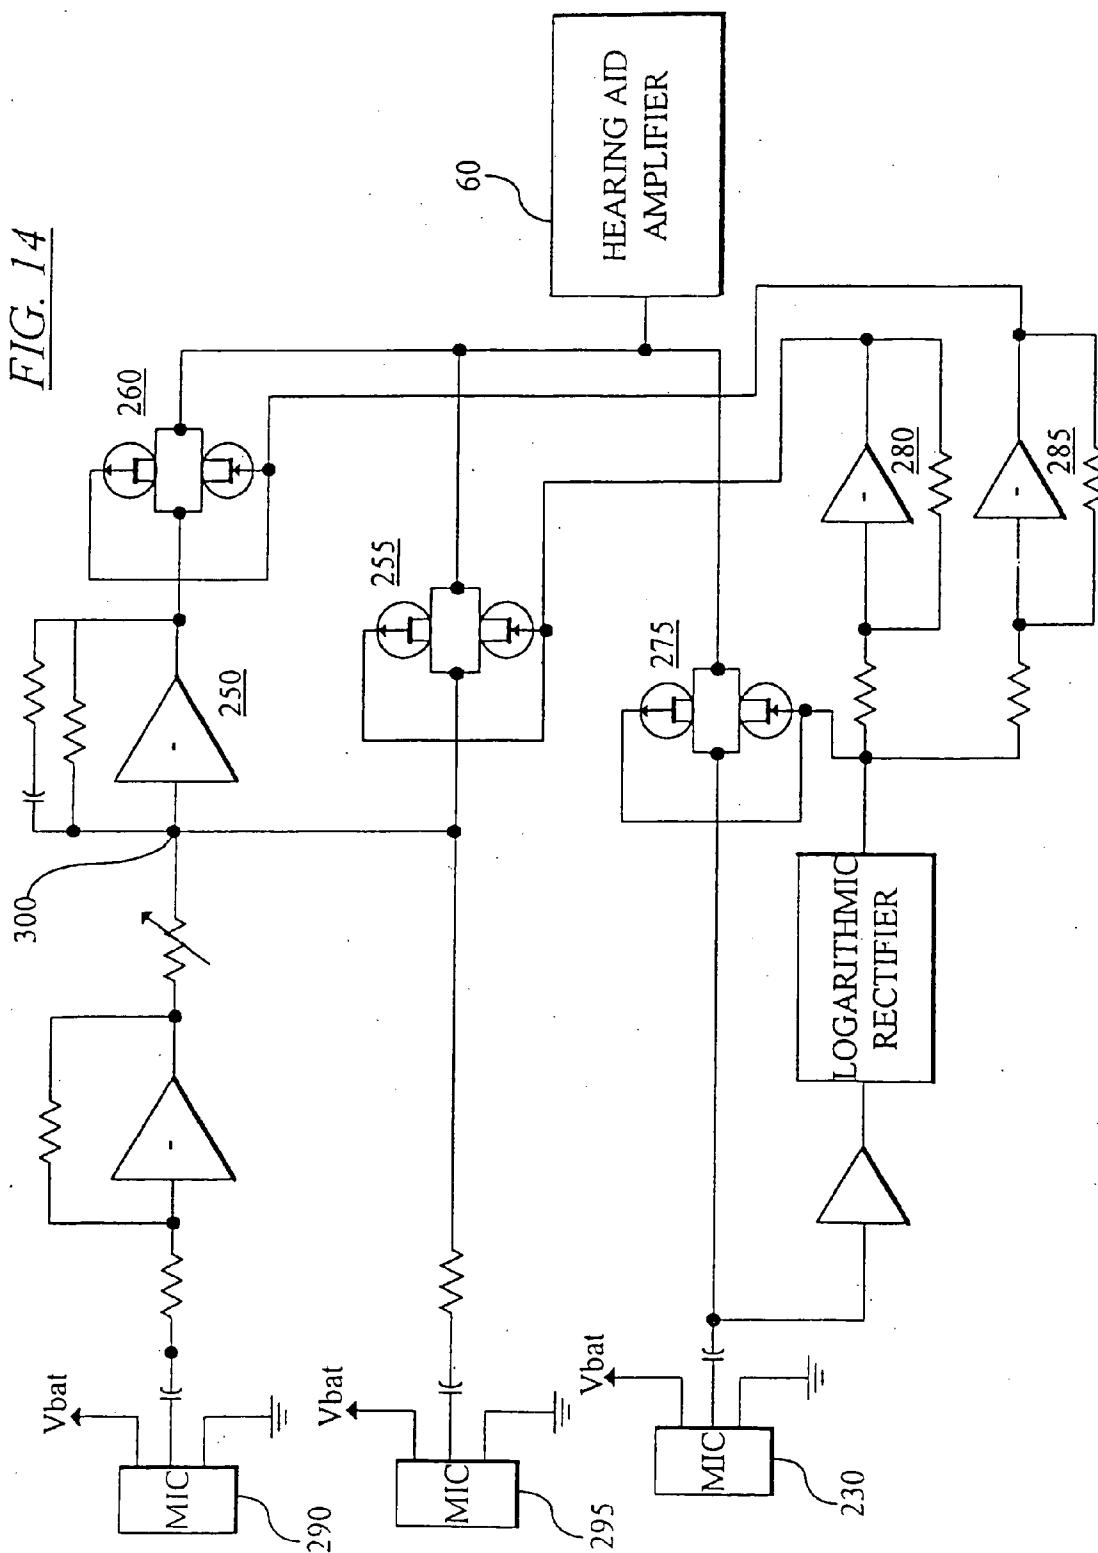 FIG. 14
60
HEARING AID
AMPLIFIER
260
255
275
280
285
250
300
LOGARITHMIC
RECTIFIER
Vbat
MIC
290
Vbat
MIC
295
Vbat
MIC
230